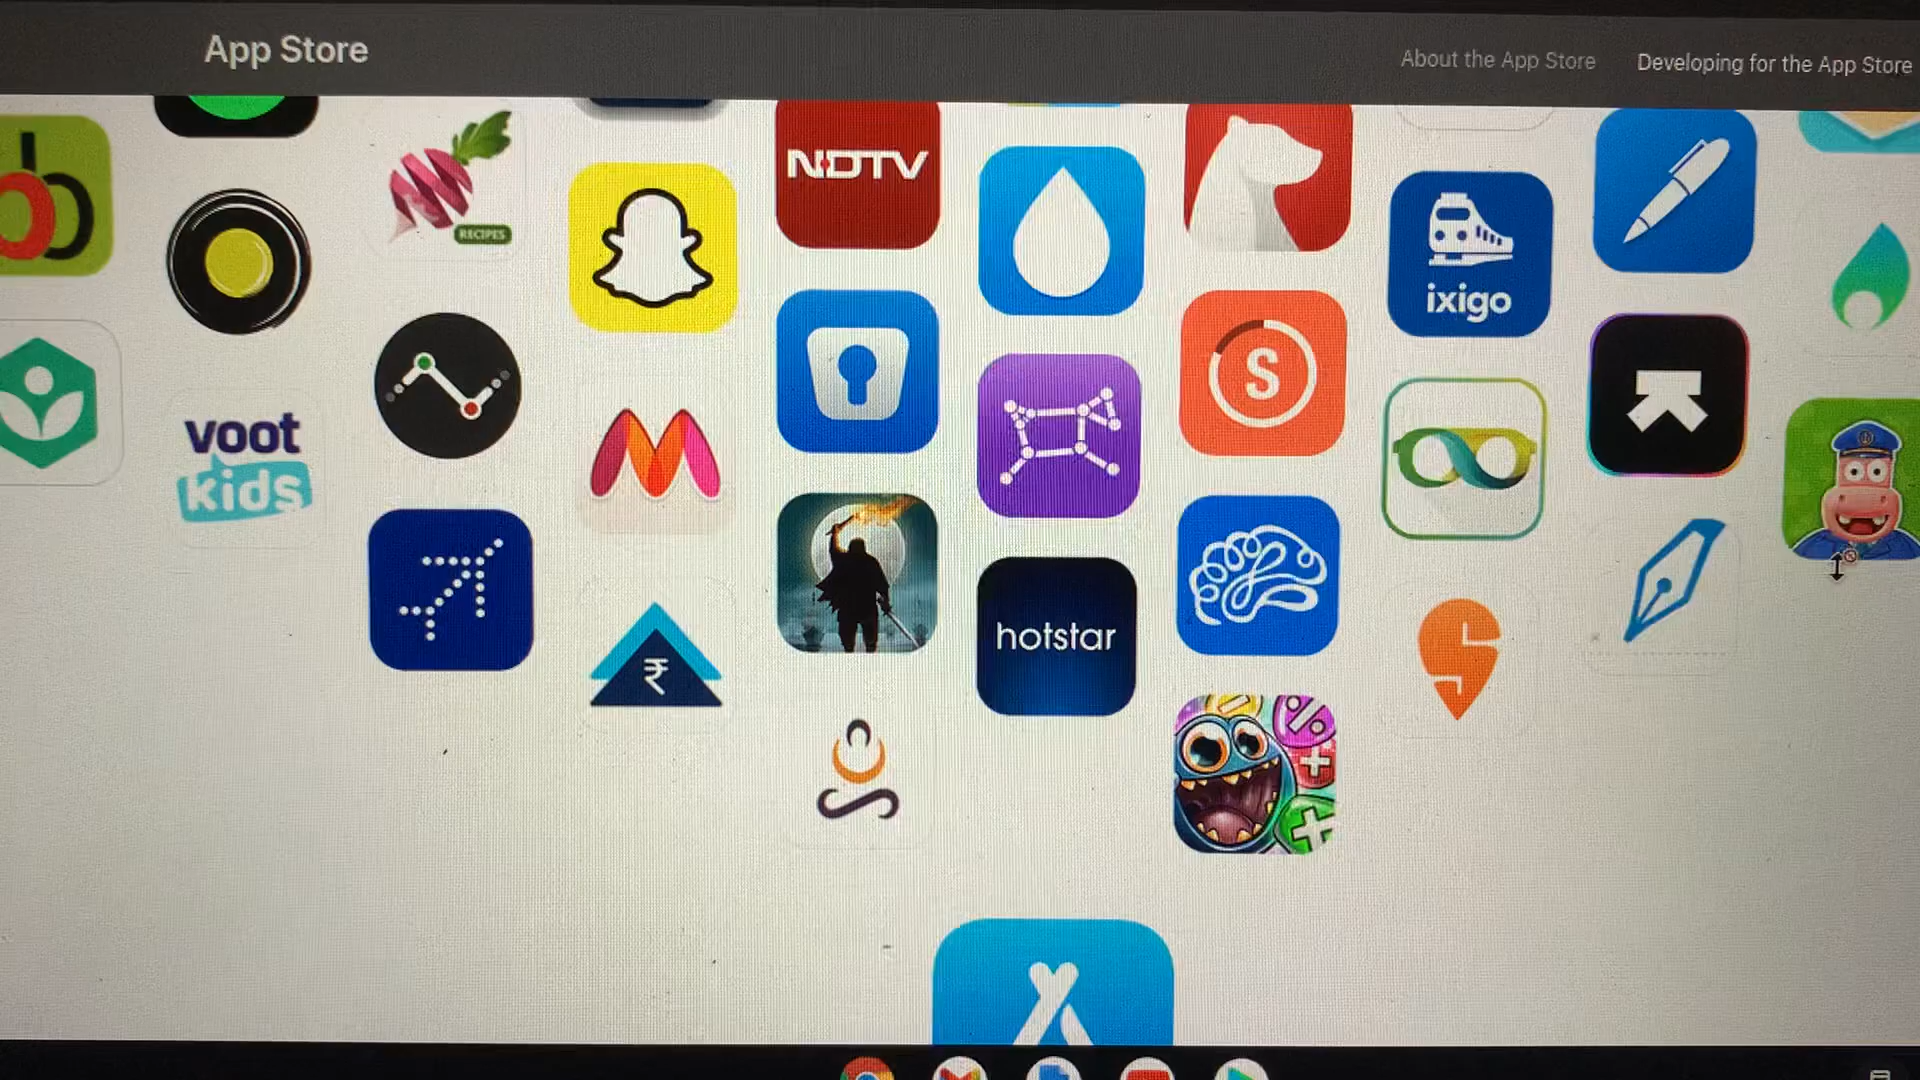 App Store
About the App Store
Developing for the App Store
NDTV
RECIPES
ixigo
S
voot
kids
hotstar
₹